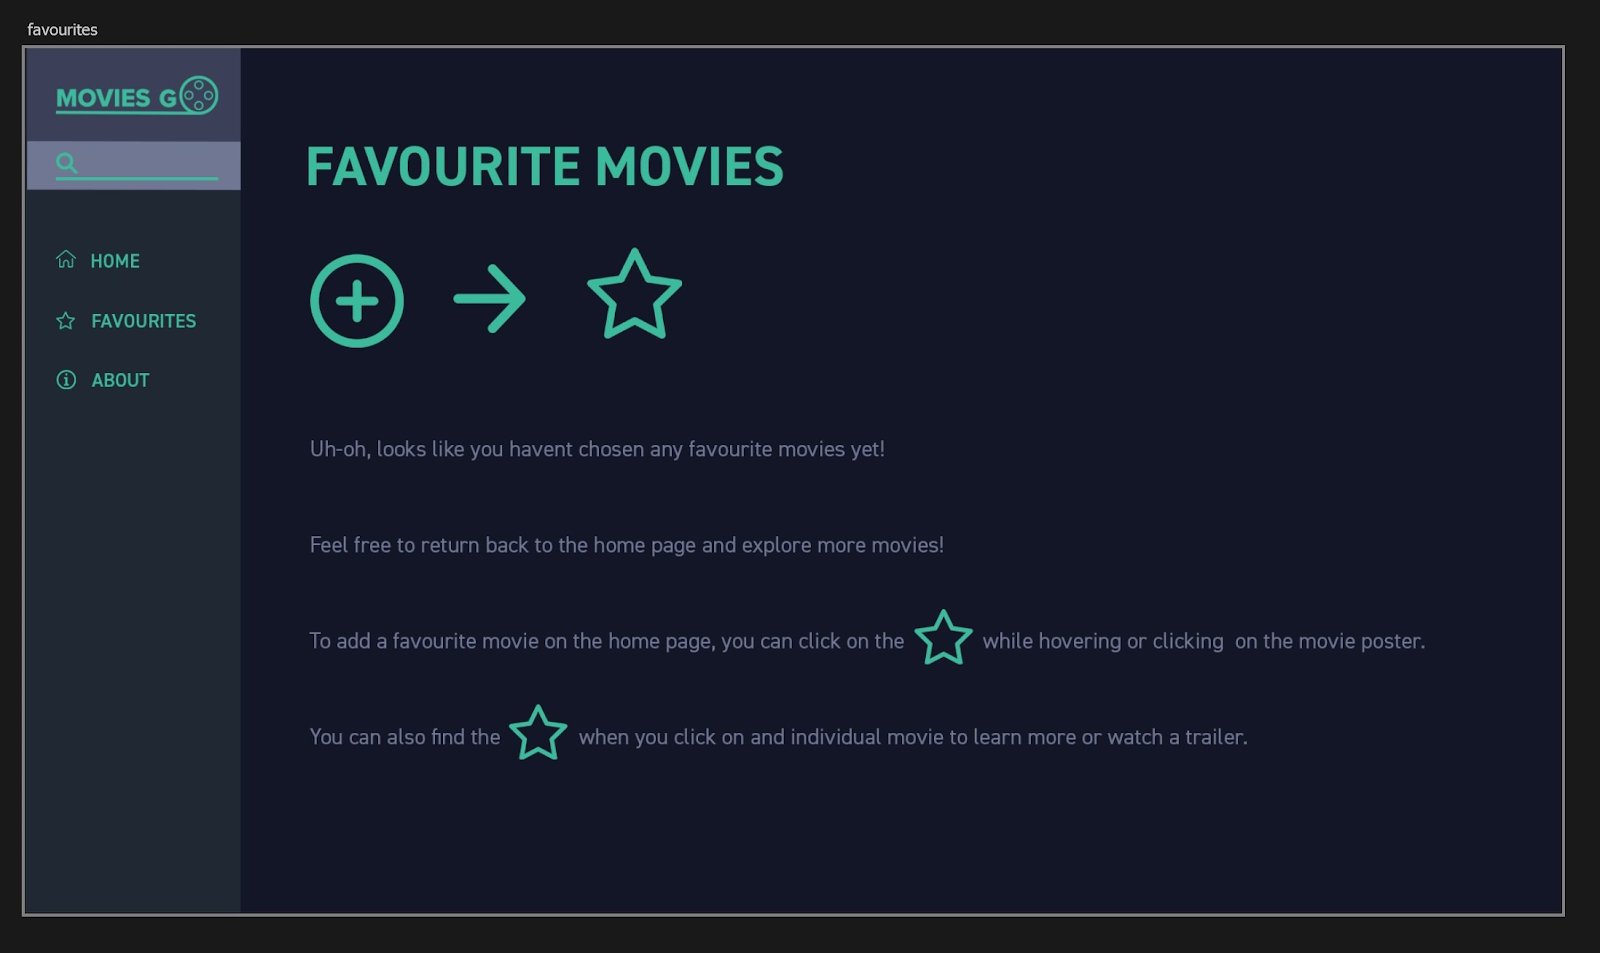 favourites
MOVIES GO
HOME
FAVOURITES
ABOUT
FAVOURITE MOVIES
Uh-oh, looks like you havent chosen any favourite movies yet!
Feel free to return back to the home page and explore more movies!
To add a favourite movie on the home page, you can click on the while hovering or clicking  on the movie poster.
You can also find the when you click on and individual movie to learn more or watch a trailer.